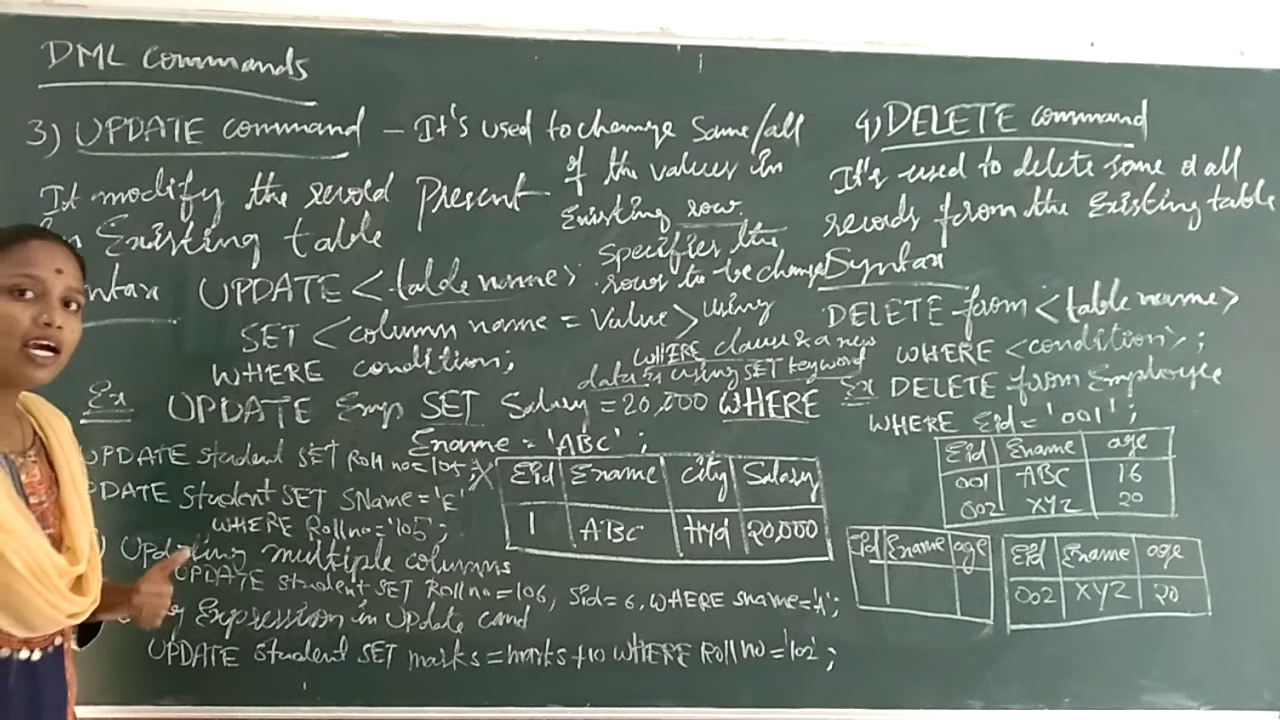 DML Commands
3) UPDATE command – It's used to change some/all
of the values in
existing row.
It modify the record present
in Existing table
ntax UPDATE < table name >
SET < column name = Value >
WHERE condition;
specifies the
rows to be change
using
WHERE clause & a new
data is using SET keyword
Ex UPDATE Emp SET Salary = 20,000 WHERE
Ename = 'ABC' ;
UPDATE student SET Roll no = 105 ; X
PDATE student SET SName = 'E'
WHERE Rollno = '105' ;
Updating multiple columns
UPDATE student SET Rollno = 106, Sid = 6, WHERE sname = 'A' ;
Expression in Update cmd
UPDATE student SET marks = marks + 10 WHERE Roll no = '102' ;
Eid Ename City Salary
1 ABC Hyd 20,000
4) DELETE command
It's used to delete some & all
records from the Existing table
Syntax
DELETE from < table name >
WHERE < condition > ;
Ex DELETE from Employee
WHERE Eid = '001' ;
Eid Ename age
001 ABC 16
002 XYZ 20
Eid Ename age
Eid Ename age
002 XYZ 20